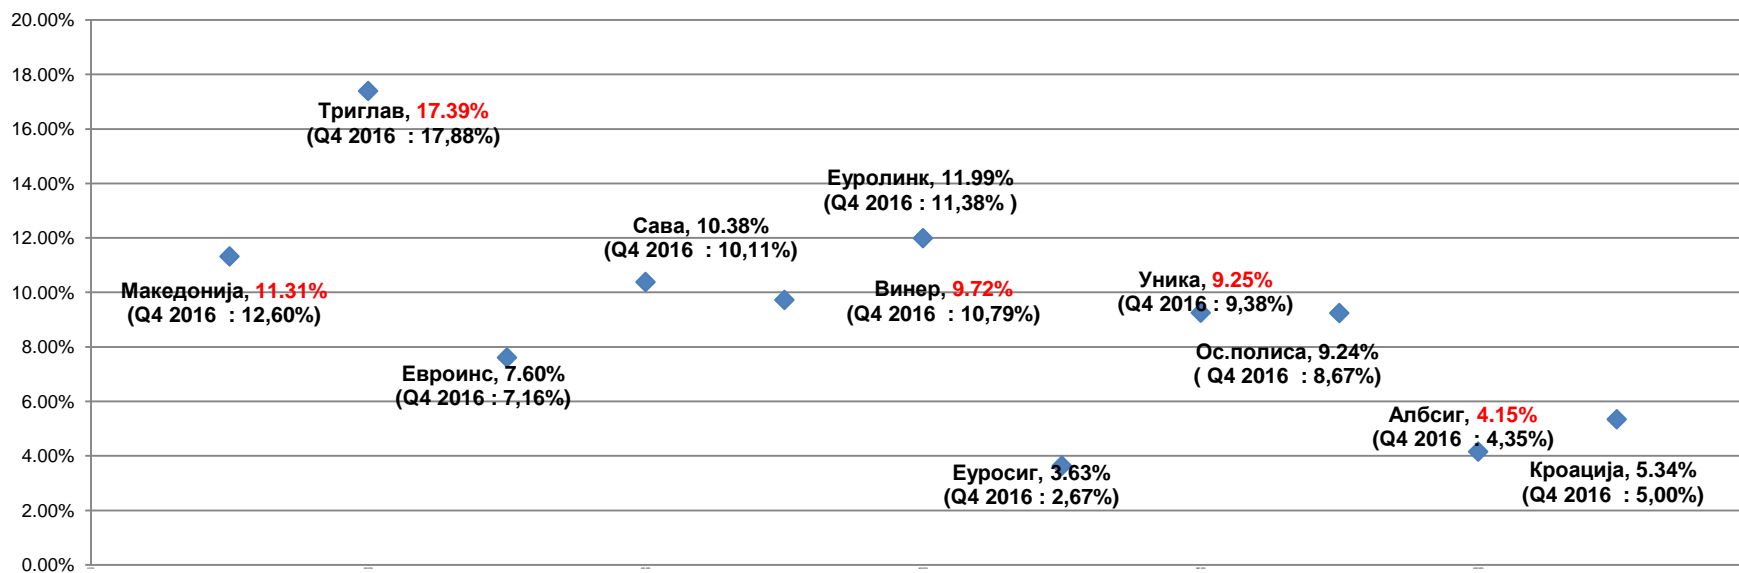 20.00%
18.00%
16.00%
14.00%
12.00%
10.00%
8.00%
6.00%
4.00%
2.00%
0.00%
Триглав, 17.39%
(Q4 2016 : 17,88%)
Еуролинк, 11.99%
(Q4 2016 : 11,38% )
Сава, 10.38%
(Q4 2016 : 10,11%)
Македонија, 11.31%
(Q4 2016 : 12,60%)
Винер, 9.72%
(Q4 2016 : 10,79%)
Уника, 9.25%
(Q4 2016 : 9,38%)
Евроинс, 7.60%
(Q4 2016 : 7,16%)
Ос.полиса, 9.24%
( Q4 2016 : 8,67%)
Албсиг, 4.15%
(Q4 2016 : 4,35%)
Еуросиг, 3.63%
(Q4 2016 : 2,67%)
Кроација, 5.34%
(Q4 2016 : 5,00%)